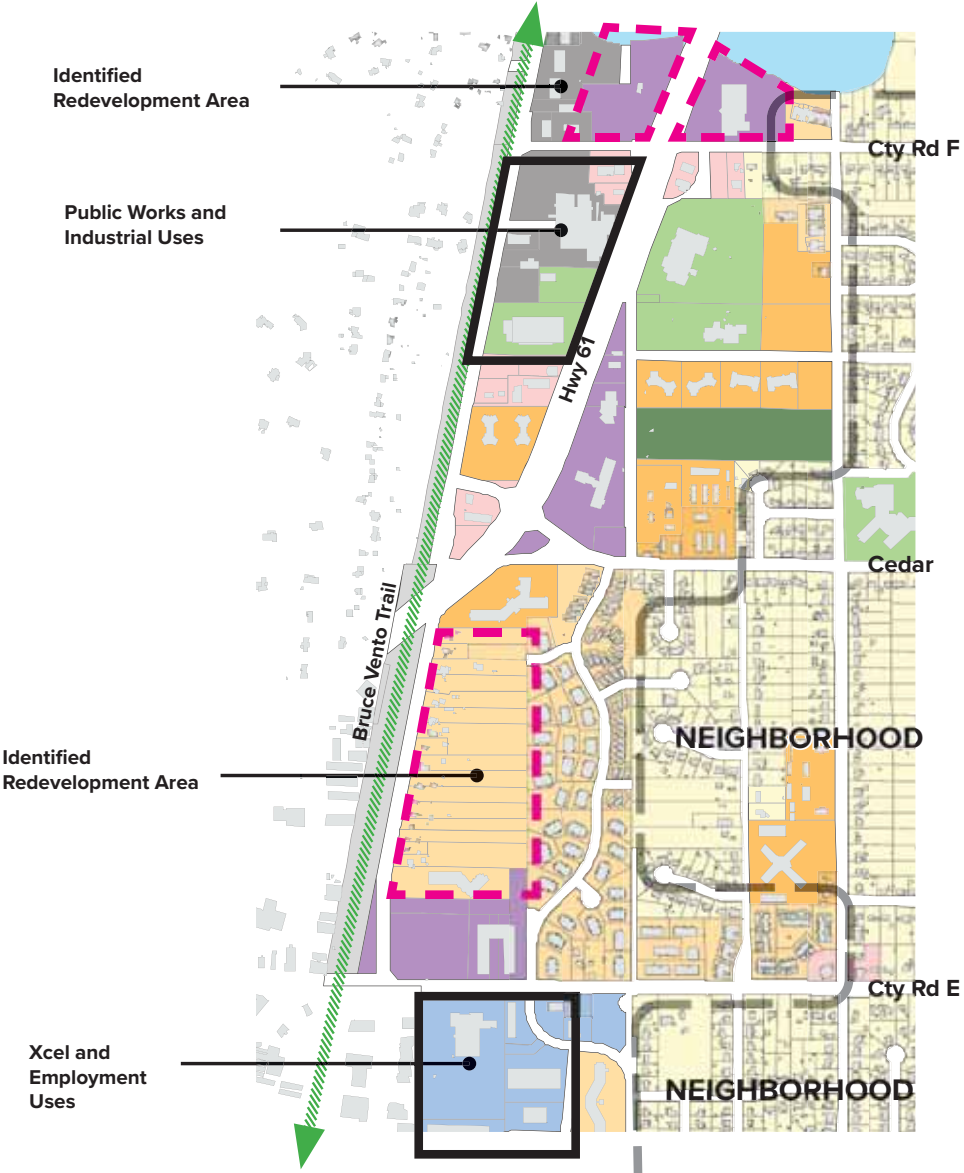 Identified
Redevelopment Area
Cty Rd F
Public Works and
Industrial Uses
Hwy 61
Cedar
Bruce Vento Trail
NEIGHBORHOOD
Identified
Redevelopment Area
Cty Rd E
Xcel and
Employment
Uses
NEIGHBORHOOD